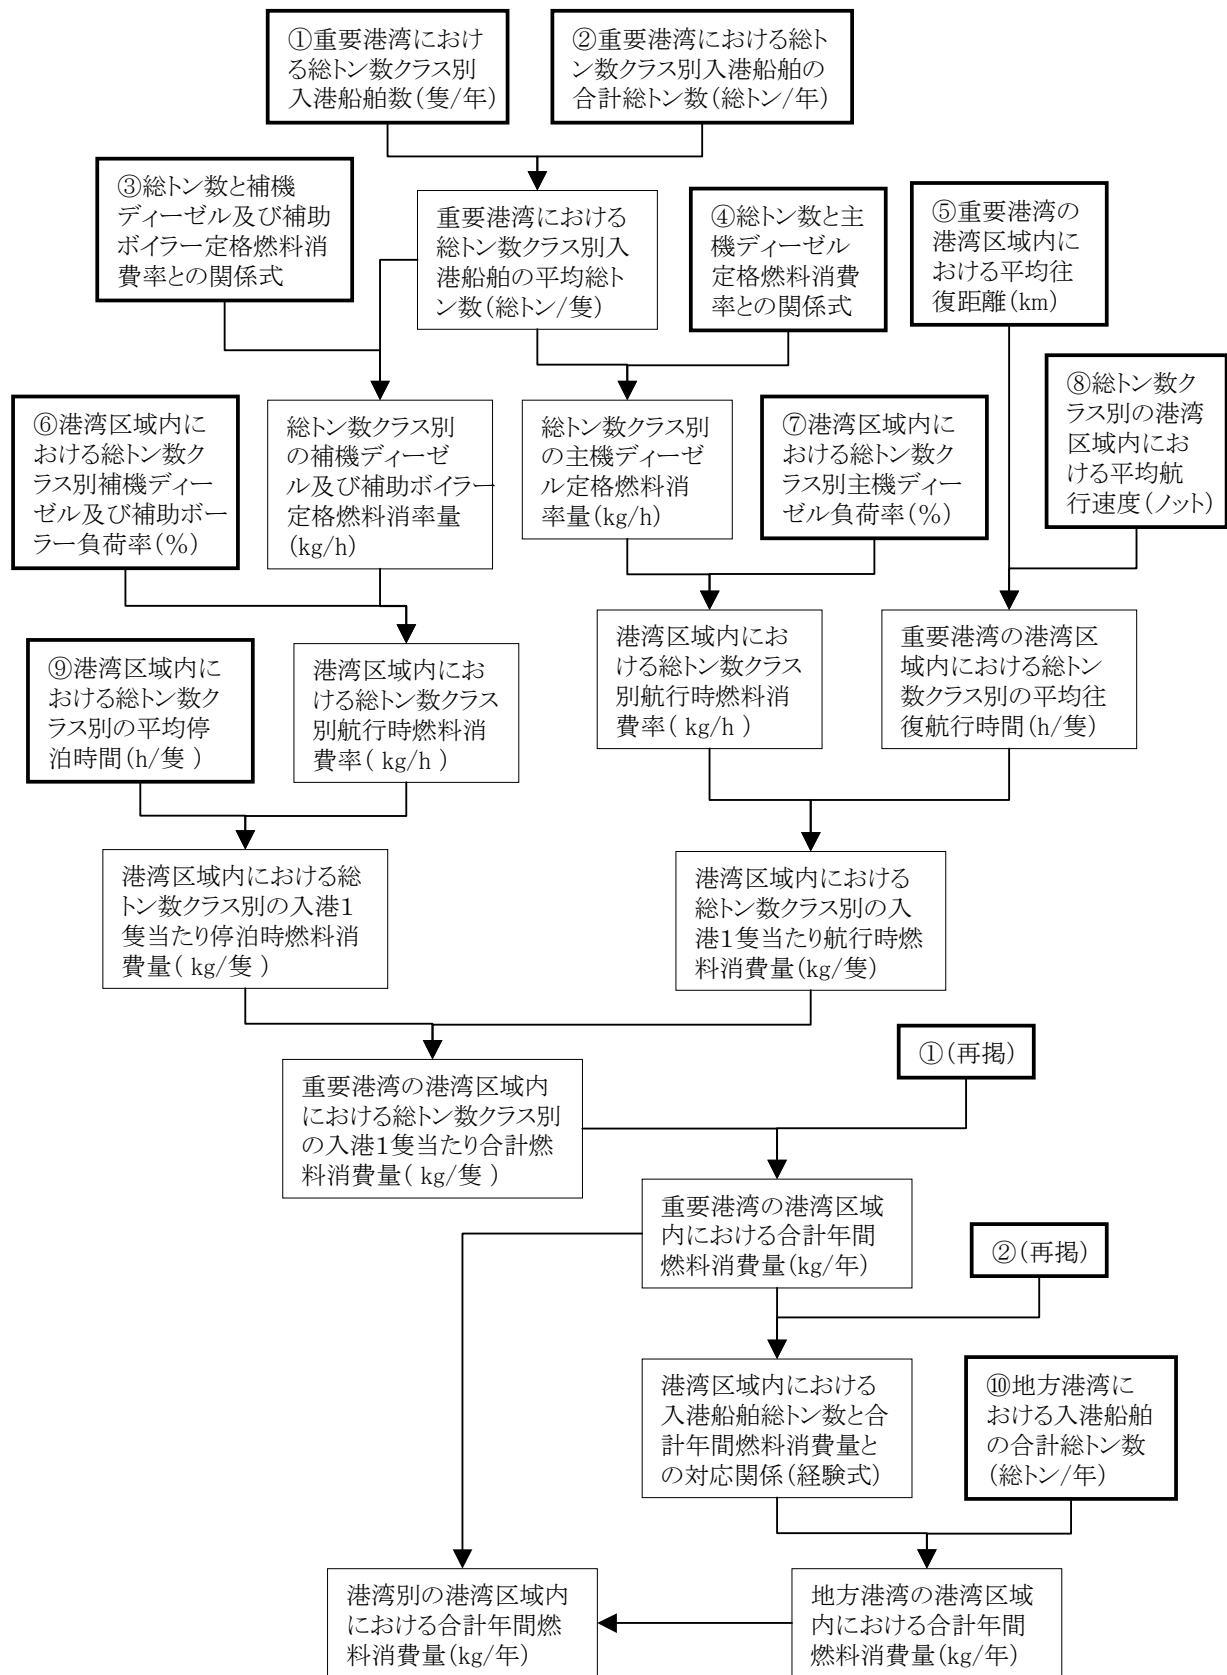 ①重要港湾におけ
る総トン数クラス別
入港船舶数(隻/年)
②重要港湾における総ト
ン数クラス別入港船舶の
合計総トン数(総トン/年)
③総トン数と補機
ディーゼル及び補助
ボイラー定格燃料消
費率との関係式
重要港湾における
総トン数クラス別入
港船舶の平均総ト
ン数(総トン/隻)
④総トン数と主
機ディーゼル
定格燃料消費
率との関係式
⑤重要港湾の
港湾区域内に
おける平均往
復距離(km)
⑥港湾区域内に
おける総トン数ク
ラス別補機ディー
ゼル及び補助ボー
ラー負荷率(%)
総トン数クラス別
の補機ディーゼ
ル及び補助ボイラー
定格燃料消率量
(kg/h)
総トン数クラス別
の主機ディーゼ
ル定格燃料消
率量(kg/h)
⑦港湾区域内に
おける総トン数ク
ラス別主機ディー
ゼル負荷率(%)
⑧総トン数ク
ラス別の港湾
区域内にお
ける平均航
行速度(ノット)
⑨港湾区域内に
おける総トン数ク
ラス別の平均停
泊時間(h/隻 )
港湾区域内にお
ける総トン数クラス
別航行時燃料消
費率( kg/h )
港湾区域内にお
ける総トン数クラス
別航行時燃料消
費率( kg/h )
重要港湾の港湾区
域内における総トン
数クラス別の平均往
復航行時間(h/隻)
港湾区域内における総
トン数クラス別の入港1
隻当たり停泊時燃料消
費量( kg/隻 )
港湾区域内における
総トン数クラス別の入
港1隻当たり航行時燃
料消費量(kg/隻)
重要港湾の港湾区域内
における総トン数クラス別
の入港1隻当たり合計燃
料消費量( kg/隻 )
①(再掲)
重要港湾の港湾区域
内における合計年間
燃料消費量(kg/年)
②(再掲)
港湾区域内における
入港船舶総トン数と合
計年間燃料消費量と
の対応関係(経験式)
⑩地方港湾に
おける入港船舶
の合計総トン数
(総トン/年)
港湾別の港湾区域内
における合計年間燃
料消費量(kg/年)
地方港湾の港湾区域
内における合計年間
燃料消費量(kg/年)